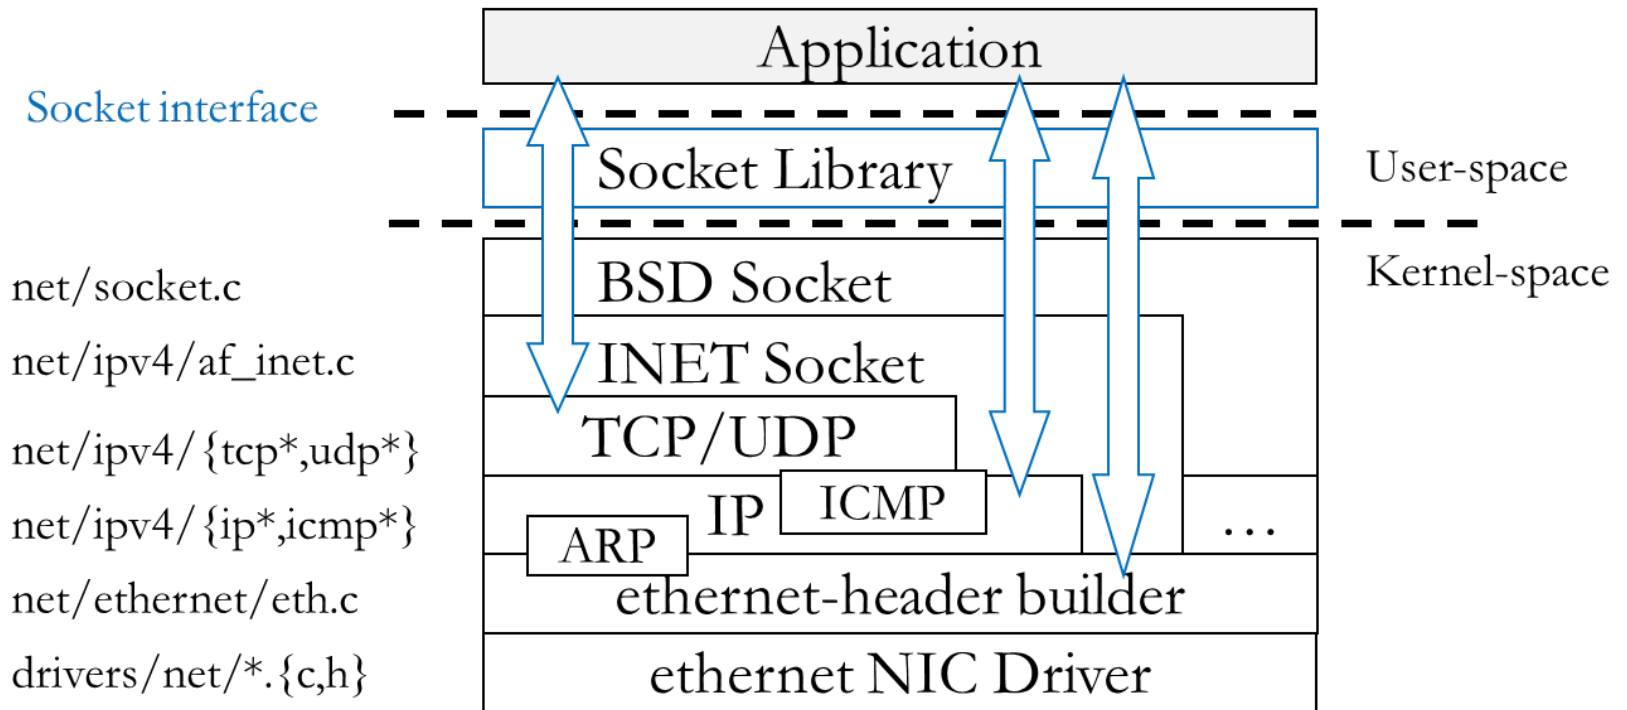 Application
Socket interface
Socket Library
User-space
Kernel-space
net/socket.c
BSD Socket
net/ipv4/af_inet.c
INET Socket
net/ipv4/{tcp*,udp*}
TCP/UDP
net/ipv4/{ip*,icmp*}
IP
ICMP
...
ARP
net/ethernet/eth.c
ethernet-header builder
drivers/net/*.{c,h}
ethernet NIC Driver